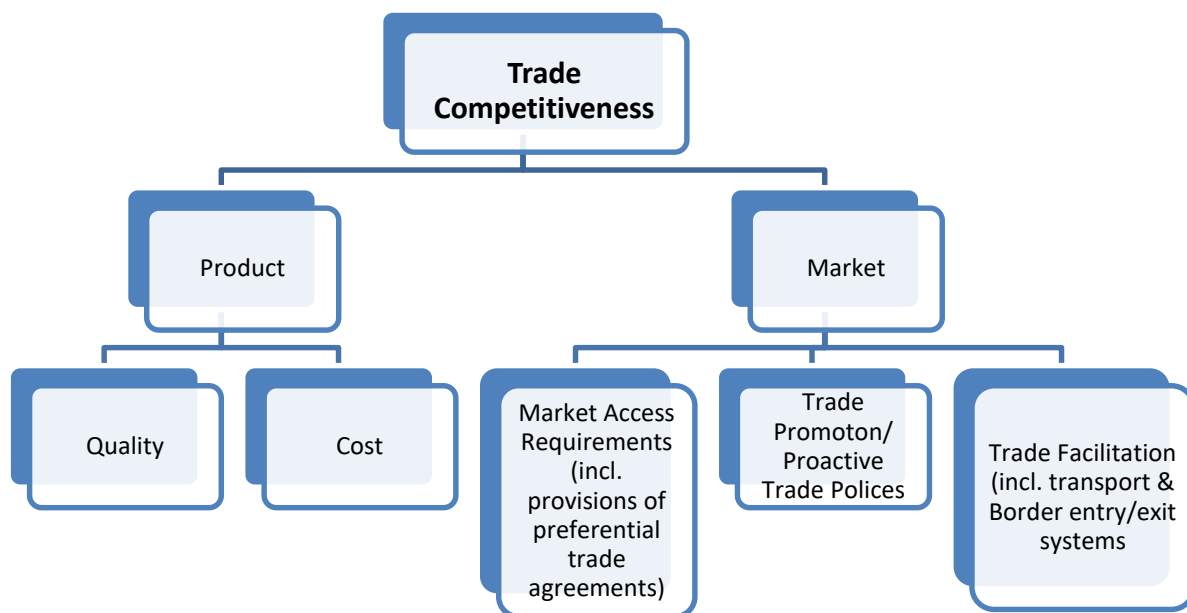 Trade
Competitiveness
Product
Market
Quality
Cost
Market Access
Requirements
(incl.
provisions of
preferential
trade
agreements)
Trade
Promoton/
Proactive
Trade Polices
Trade Facilitation
(incl. transport &
Border entry/exit
systems